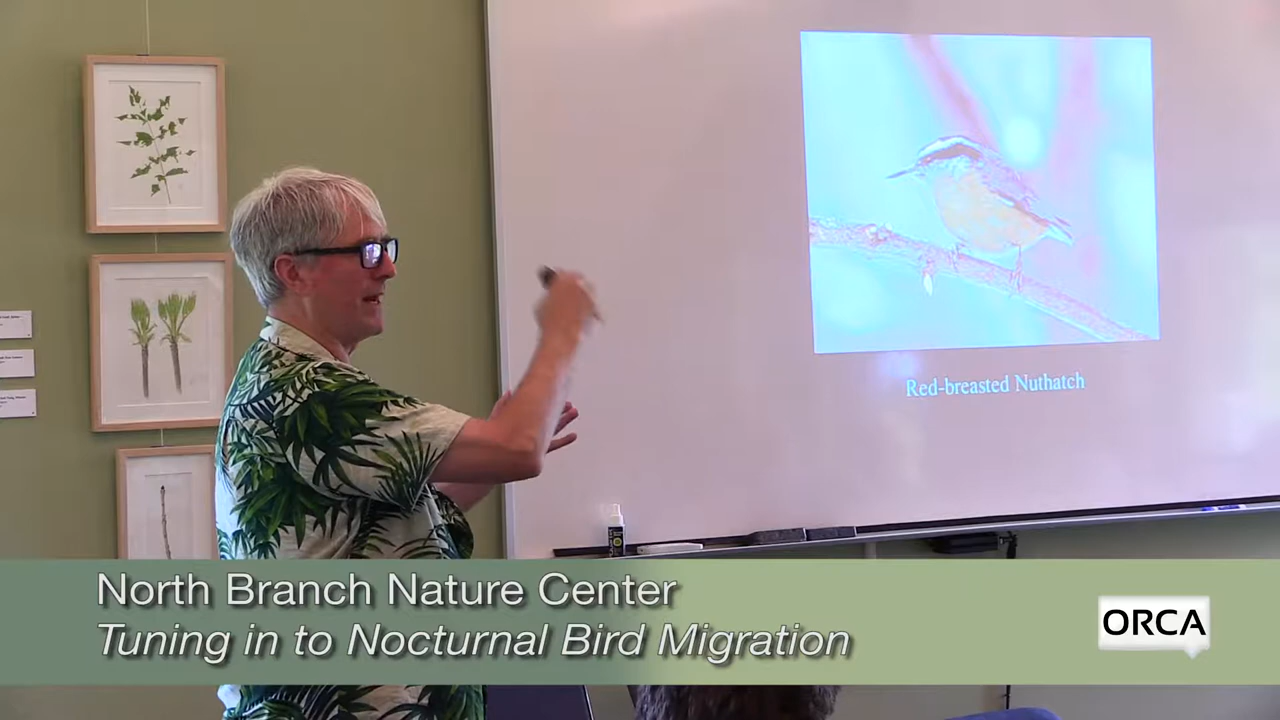 Red-breasted Nuthatch
North Branch Nature Center
Tuning in to Nocturnal Bird Migration
ORCA